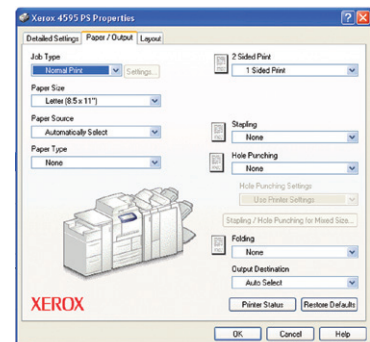 Xerox 4595 PS Properties
Detailed Settings Paper / Output Layout
Job Type
Normal Print Settings...
Paper Size
Letter (8.5 x 11")
Paper Source
Automatically Select
Paper Type
None
2 Sided Print
1 Sided Print
Stapling
None
Hole Punching
None
Hole Punching Settings
Use Printer Settings
Stapling / Hole Punching for Mixed Size...
Folding
None
Output Destination
Auto Select
XEROX
Printer Status Restore Defaults
OK Cancel Help